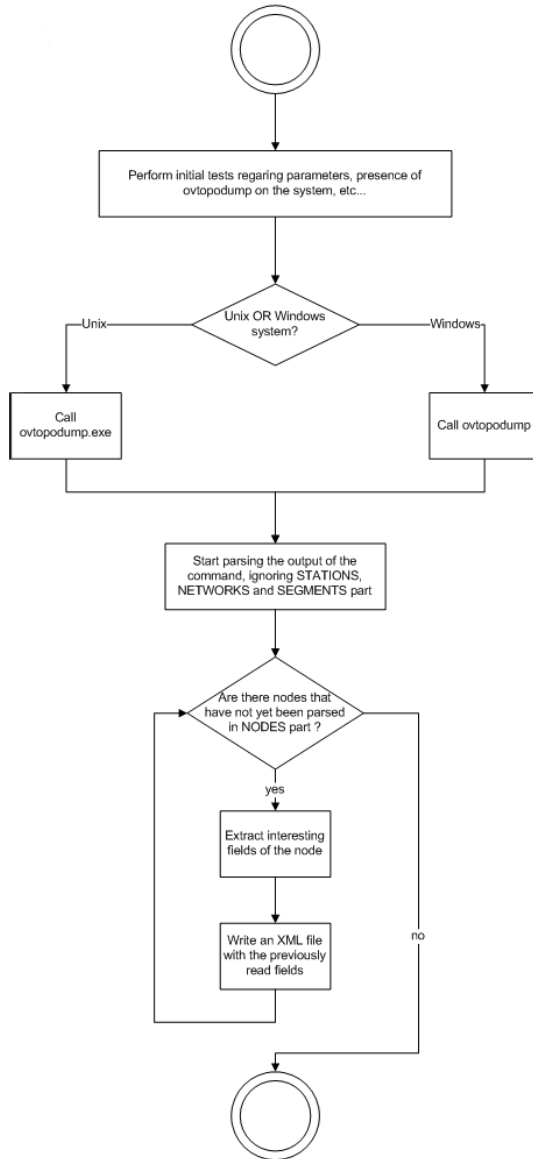 Perform initial tests regaring parameters, presence of
ovtopodump on the system, etc...
Unix OR Windows
system?
Unix
Windows
Call
ovtopodump.exe
Call ovtopodump
Start parsing the output of the
command, ignoring STATIONS,
NETWORKS and SEGMENTS part
Are there nodes that
have not yet been parsed
in NODES part ?
yes
Extract interesting
fields of the node
no
Write an XML file
with the previously
read fields